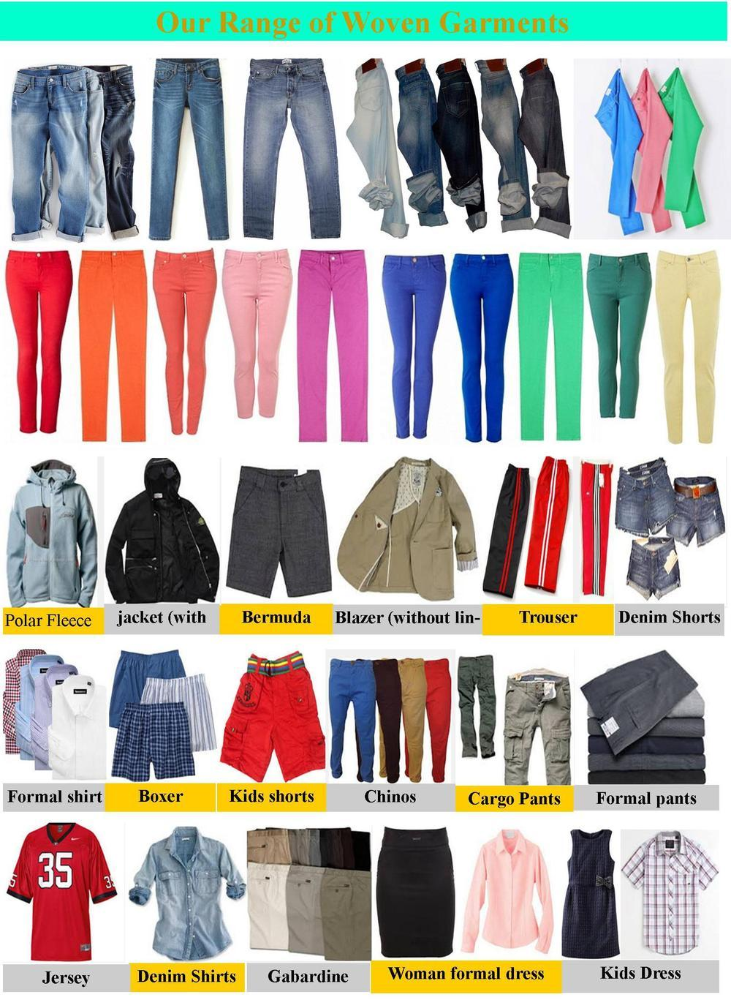 Our Range of Woven Garments
Polar Fleece
jacket (with
Bermuda
Blazer (without lin-
Trouser
Denim Shorts
Formal shirt
Boxer
Kids shorts
Chinos
Cargo Pants
Formal pants
35
35
Jersey
Denim Shirts
Gabardine
Woman formal dress
Kids Dress